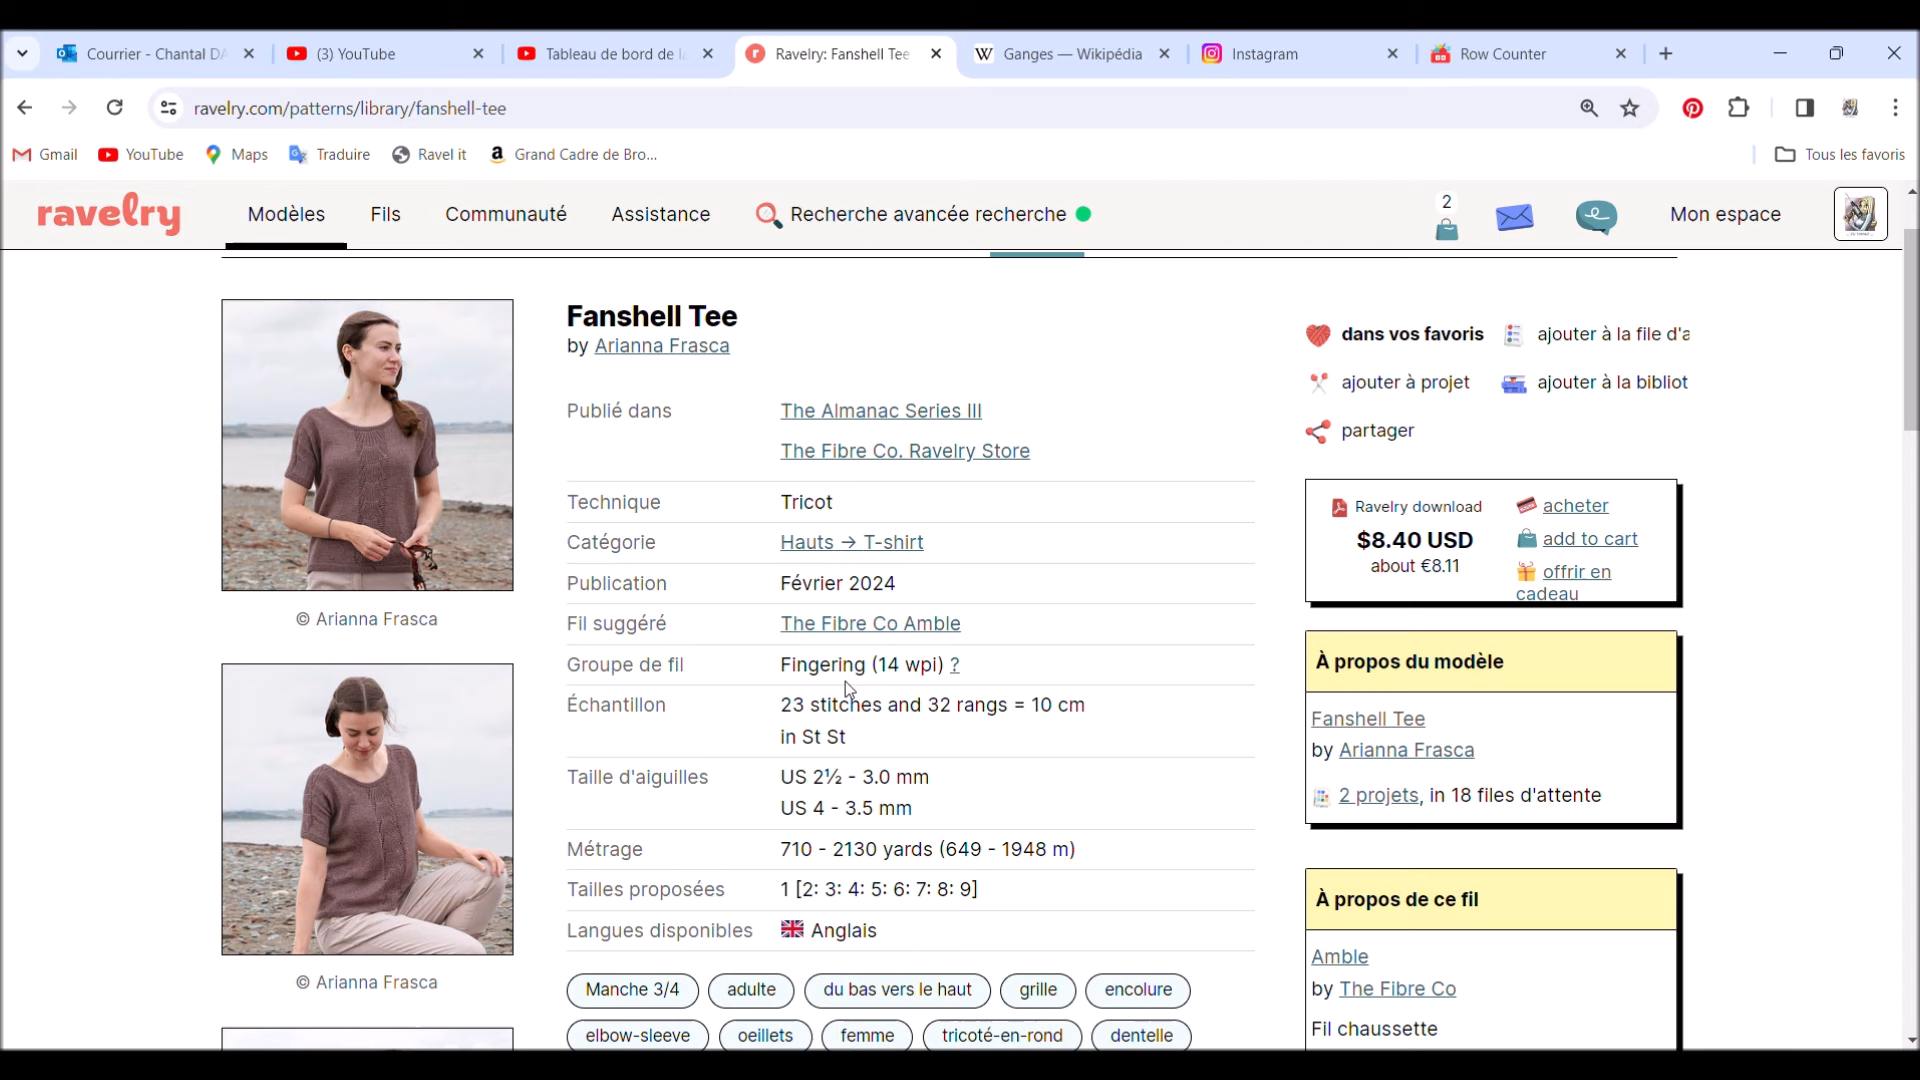 Courrier - Chantal DA
(3) YouTube
Tableau de bord de la
Ravelry: Fanshell Tee
Ganges — Wikipédia
Instagram
Row Counter
ravelry.com/patterns/library/fanshell-tee
Gmail
YouTube
Maps
Traduire
Ravel it
Grand Cadre de Bro...
Tous les favoris
ravelry
Modèles
Fils
Communauté
Assistance
Recherche avancée recherche
2
Mon espace
Fanshell Tee
by Arianna Frasca
Publié dans The Almanac Series III
The Fibre Co. Ravelry Store
Technique Tricot
Catégorie Hauts → T-shirt
Publication Février 2024
Fil suggéré The Fibre Co Amble
Groupe de fil Fingering (14 wpi) ?
Échantillon 23 stitches and 32 rangs = 10 cm
in St St
Taille d'aiguilles US 2½ - 3.0 mm
US 4 - 3.5 mm
Métrage 710 - 2130 yards (649 - 1948 m)
Tailles proposées 1 [2: 3: 4: 5: 6: 7: 8: 9]
Langues disponibles Anglais
Manche 3/4 adulte du bas vers le haut grille encolure
elbow-sleeve oeillets femme tricoté-en-rond dentelle
© Arianna Frasca
© Arianna Frasca
dans vos favoris ajouter à la file d'a
ajouter à projet ajouter à la bibliot
partager
Ravelry download
$8.40 USD
about €8.11
acheter
add to cart
offrir en
cadeau
À propos du modèle
Fanshell Tee
by Arianna Frasca
2 projets, in 18 files d'attente
À propos de ce fil
Amble
by The Fibre Co
Fil chaussette